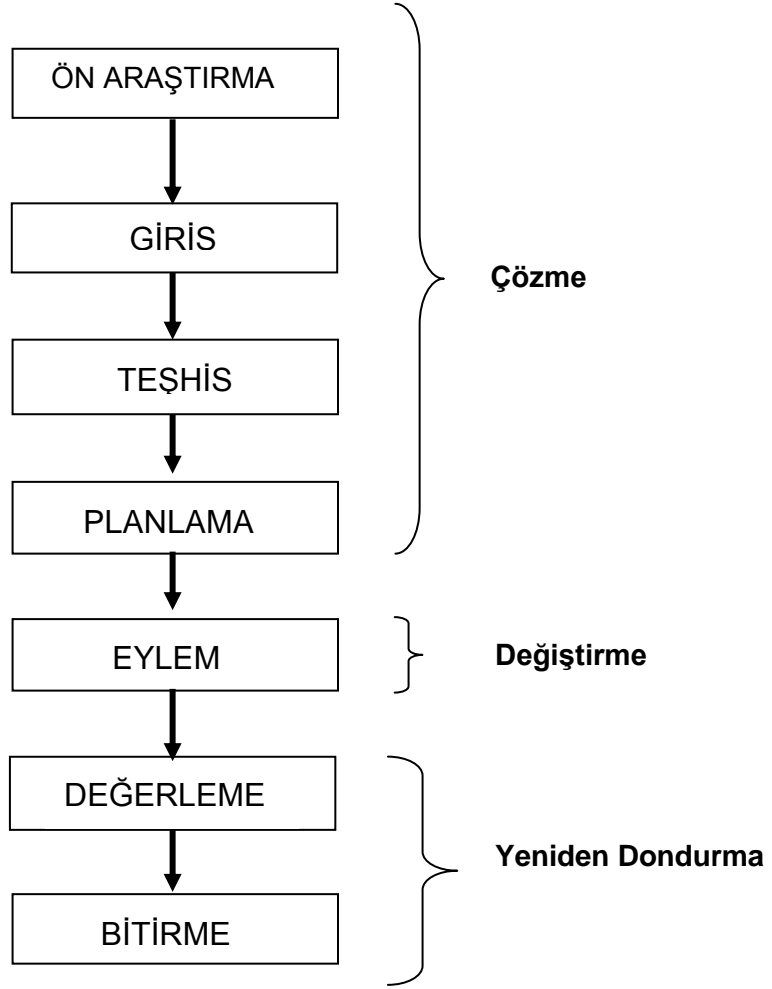 ÖN ARAŞTIRMA
GİRİS
TEŞHİS
PLANLAMA
EYLEM
DEĞERLEME
BİTİRME
Çözme
Değiştirme
Yeniden Dondurma